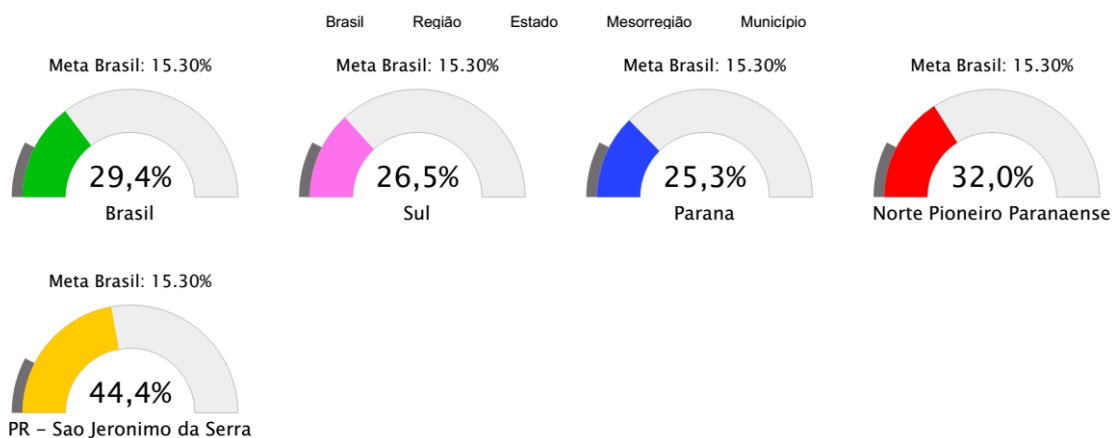 Brasil Região Estado Mesorregião Município
Meta Brasil: 15.30% Meta Brasil: 15.30% Meta Brasil: 15.30% Meta Brasil: 15.30%
29,4% 26,5% 25,3% 32,0%
Brasil Sul Parana Norte Pioneiro Paranaense
Meta Brasil: 15.30%
44,4%
PR – Sao Jeronimo da Serra